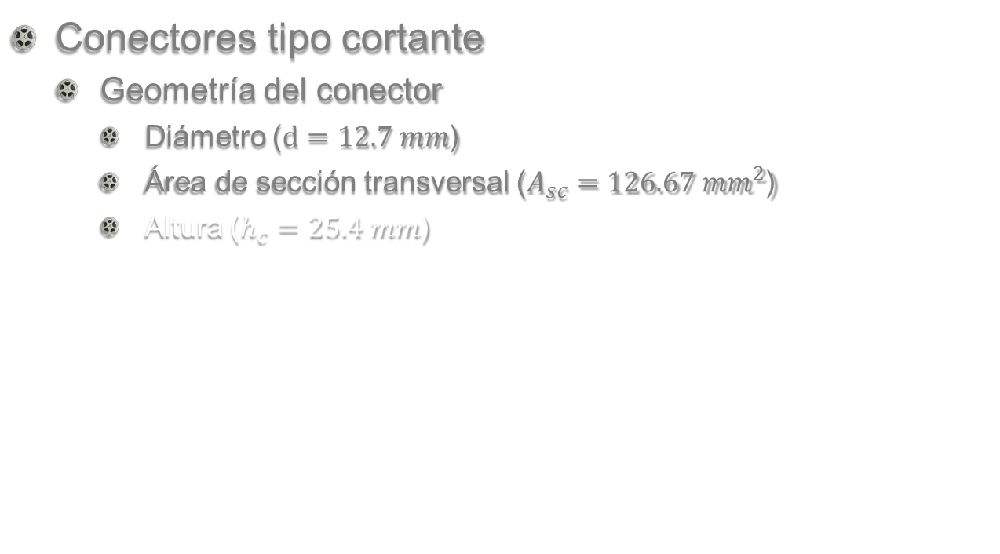 Conectores tipo cortante
Geometría del conector
Diámetro (d = 12.7 mm)
Área de sección transversal (A_sc = 126.67 mm²)
Altura (h_c = 25.4 mm)